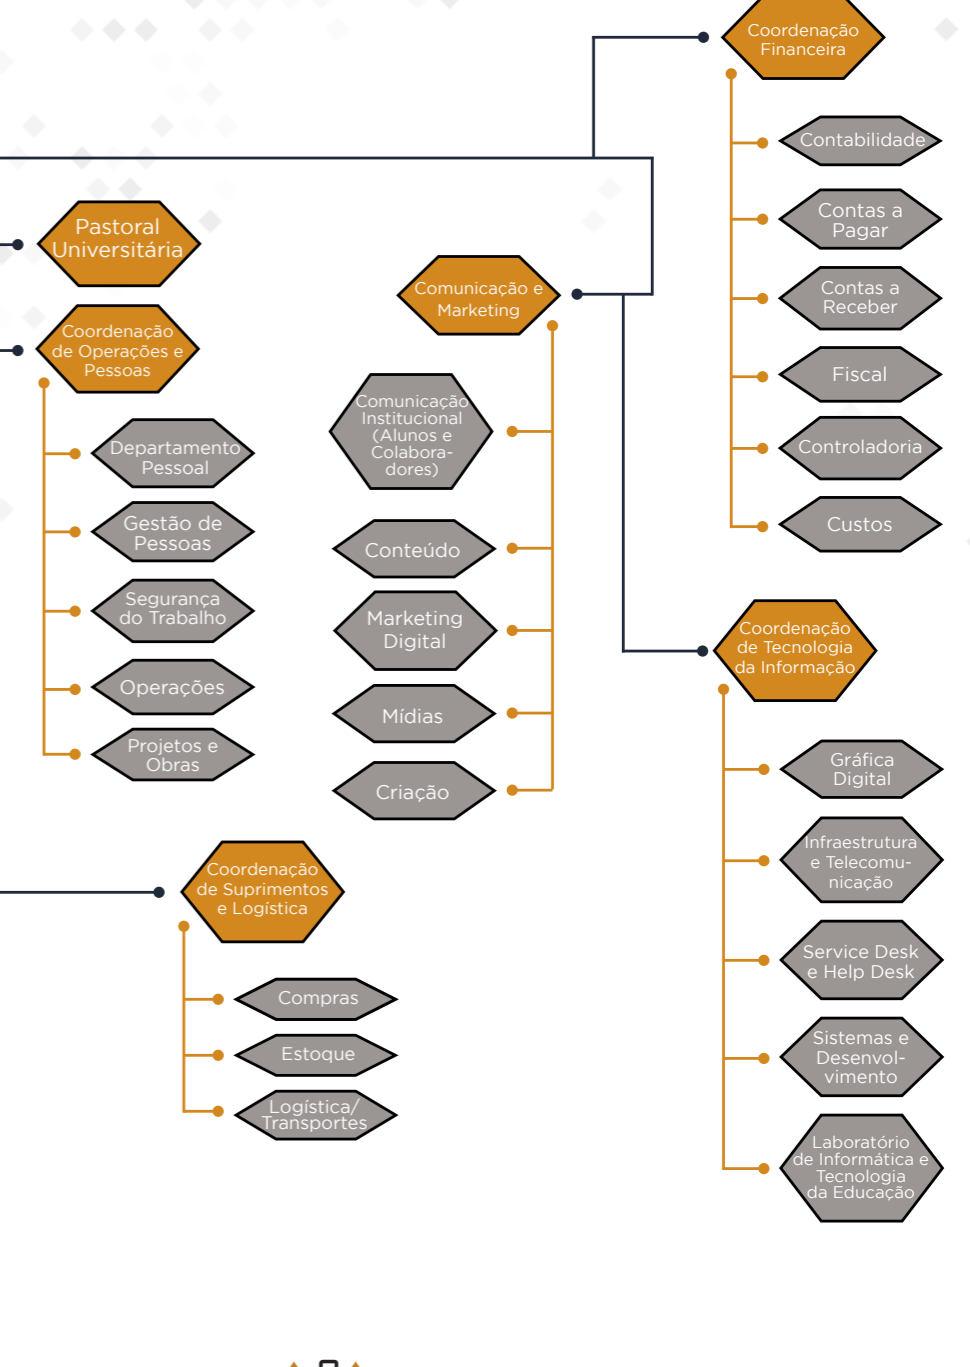 Coordenação
Financeira
Contabilidade
Contas a
Pagar
Contas a
Receber
Fiscal
Controladoria
Custos
Pastoral
Universitária
Coordenação
de Operações e
Pessoas
Departamento
Pessoal
Gestão de
Pessoas
Segurança
do Trabalho
Operações
Projetos e
Obras
Comunicação e
Marketing
Comunicação
Institucional
(Alunos e
Colabora-
dores)
Conteúdo
Marketing
Digital
Mídias
Criação
Coordenação
de Tecnologia
da Informação
Gráfica
Digital
Infraestrutura
e Telecomu-
nicação
Service Desk
e Help Desk
Sistemas e
Desenvol-
vimento
Laboratório
de Informática e
Tecnologia
da Educação
Coordenação
de Suprimentos
e Logística
Compras
Estoque
Logística/
Transportes